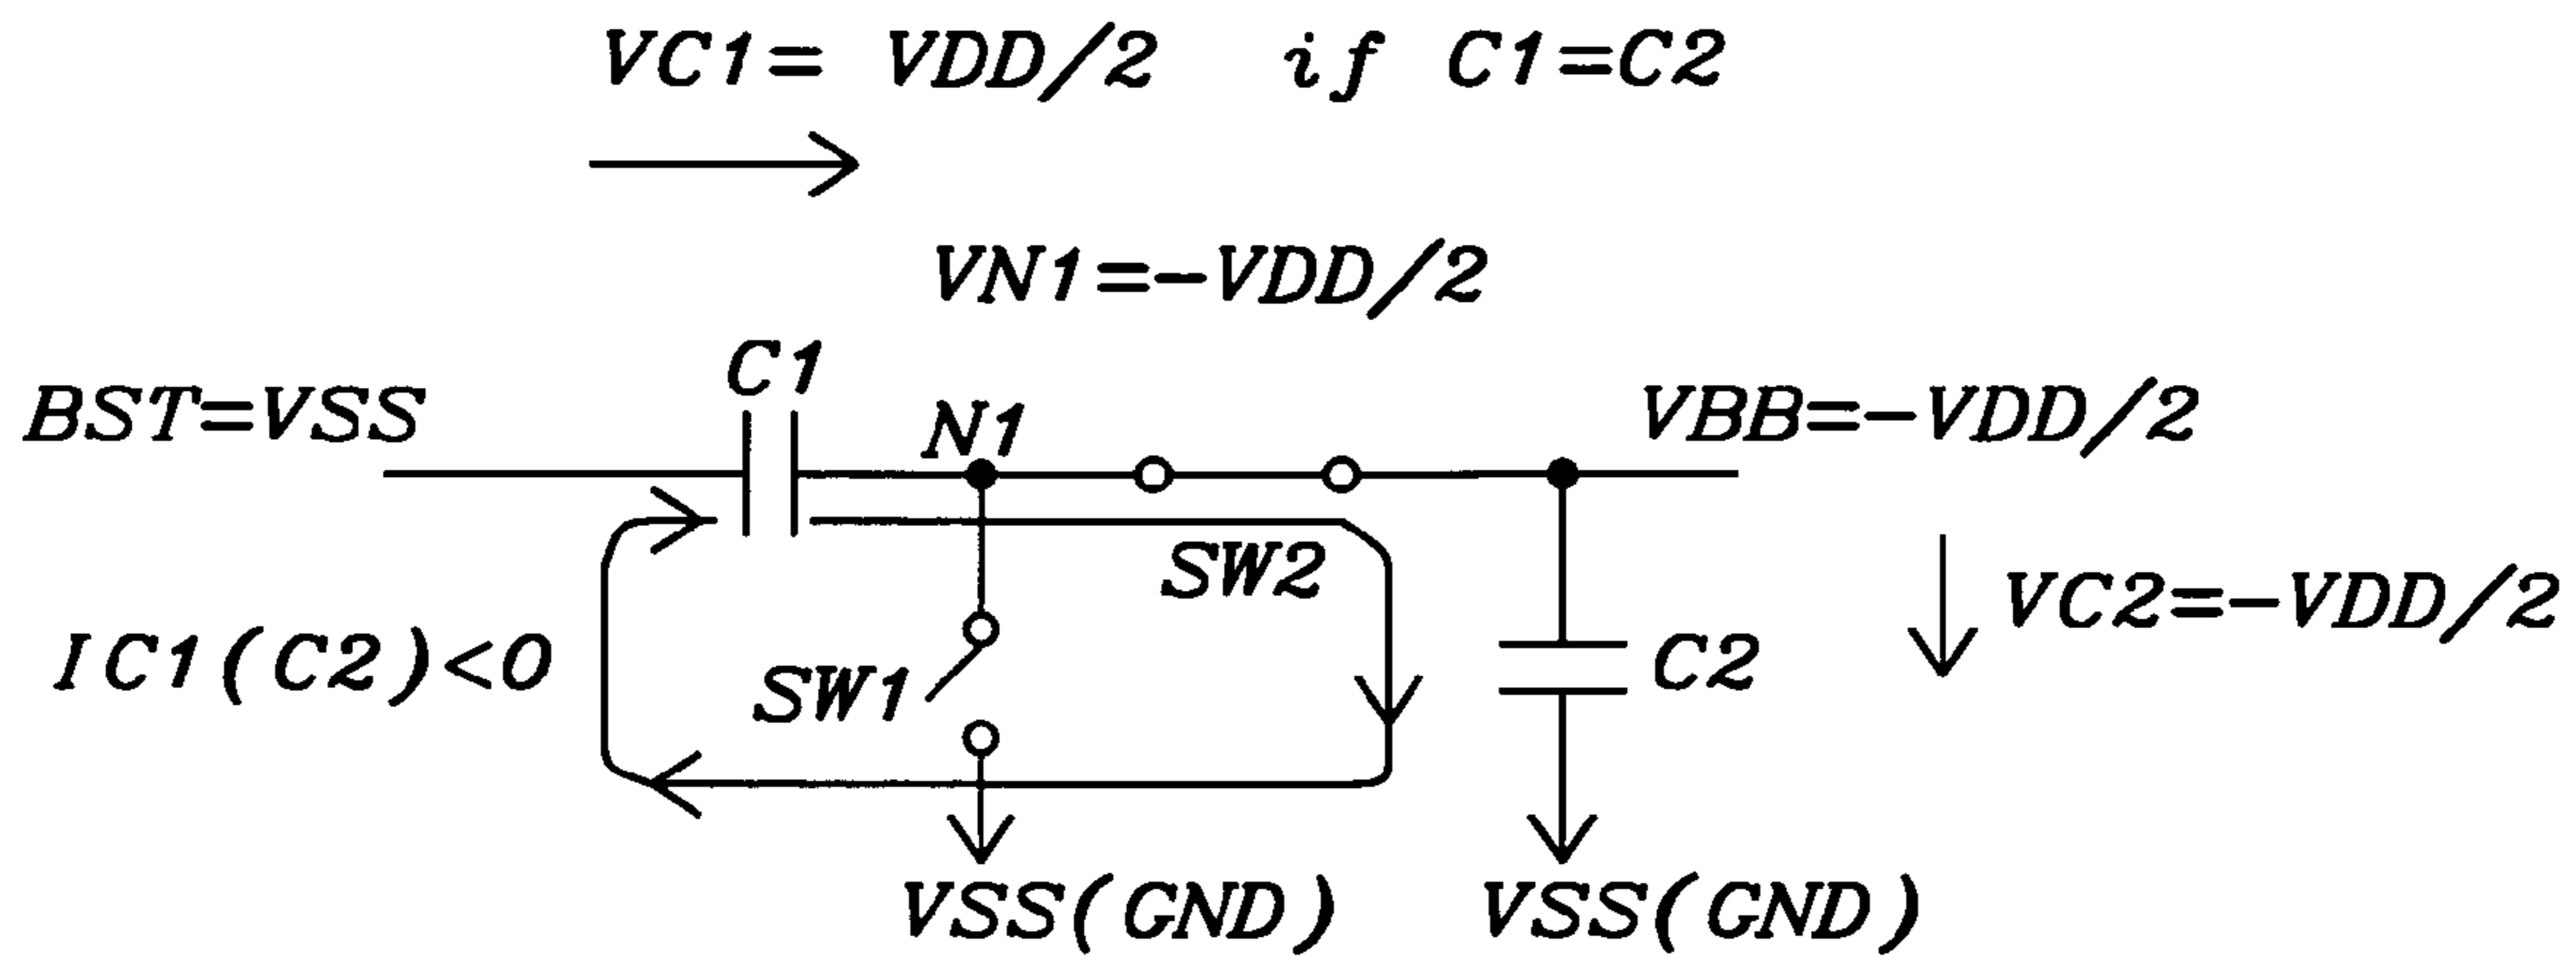 VC1= VDD/2 if C1=C2
VN1=-VDD/2
C1
BST=VSS
N1
VBB=-VDD/2
SW2
VC2=-VDD/2
IC1(C2)<0
SW1
C2
VSS(GND)
VSS(GND)